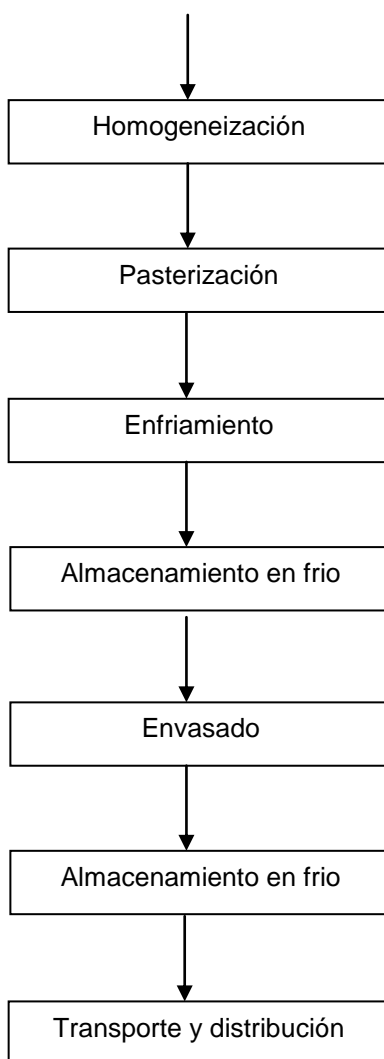 Homogeneización
Pasterización
Enfriamiento
Almacenamiento en frio
Envasado
Almacenamiento en frio
Transporte y distribución